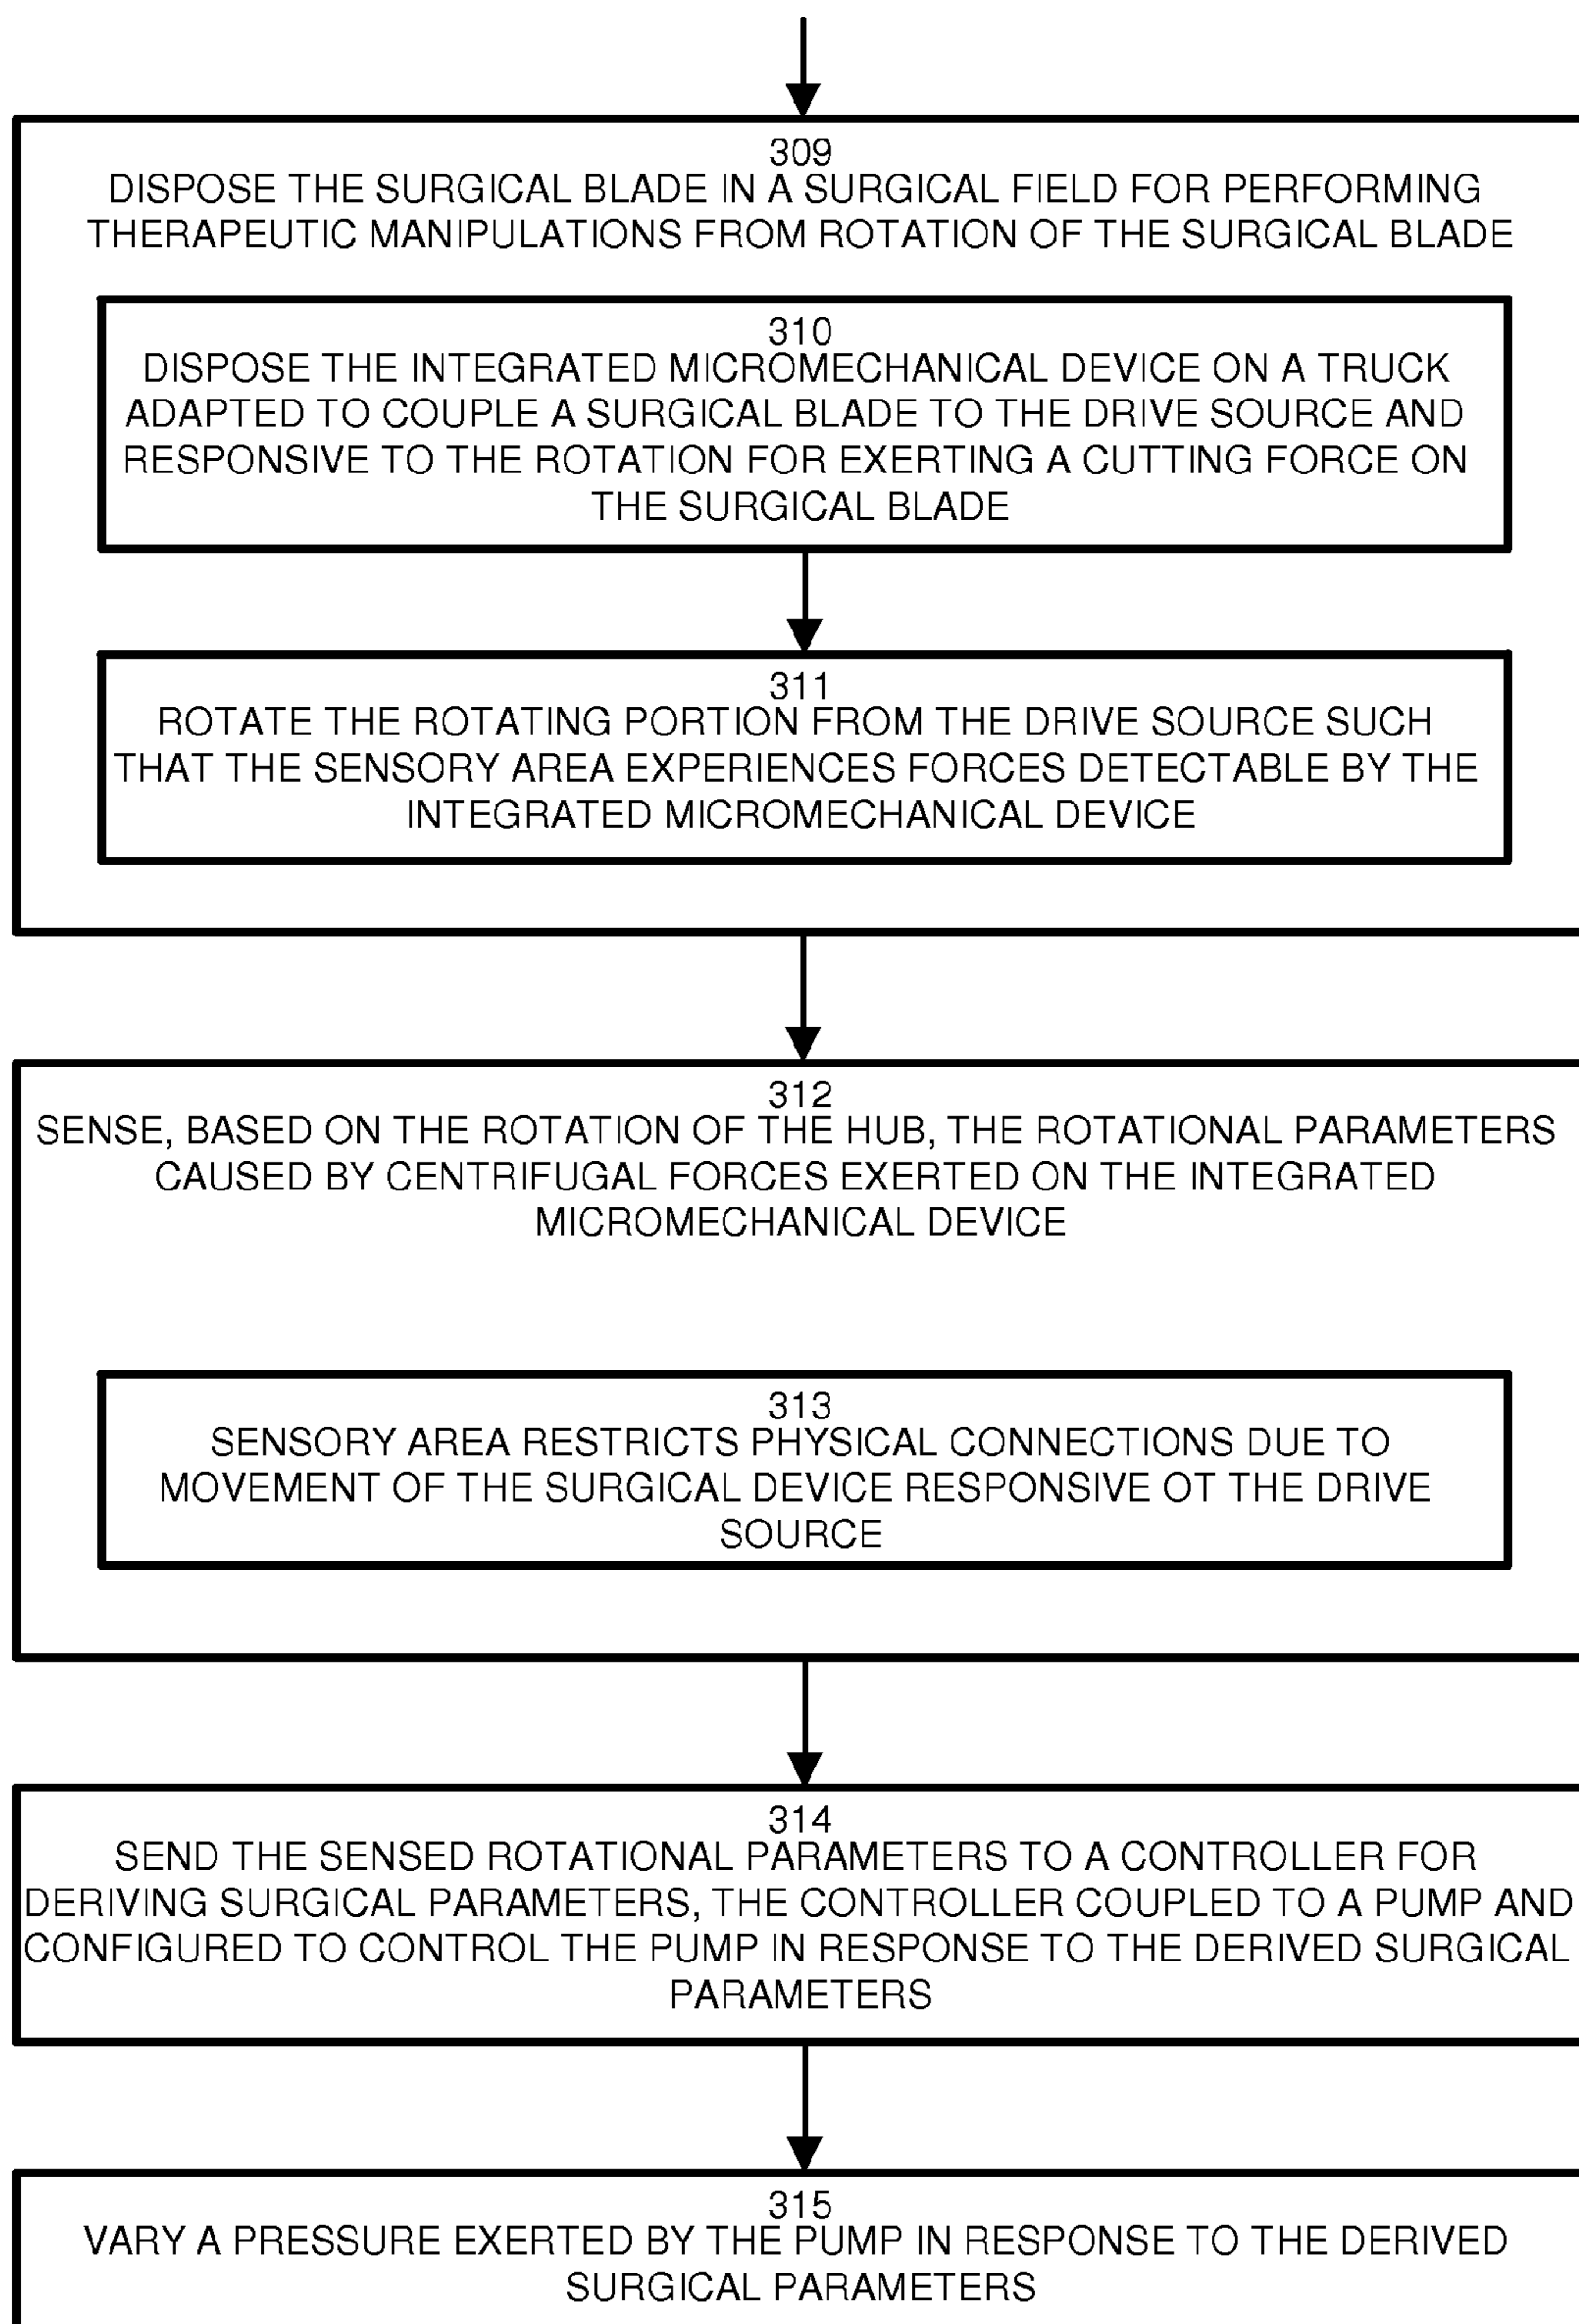 309
DISPOSE THE SURGICAL BLADE IN A SURGICAL FIELD FOR PERFORMING
THERAPEUTIC MANIPULATIONS FROM ROTATION OF THE SURGICAL BLADE
310
DISPOSE THE INTEGRATED MICROMECHANICAL DEVICE ON A TRUCK
ADAPTED TO COUPLE A SURGICAL BLADE TO THE DRIVE SOURCE AND
RESPONSIVE TO THE ROTATION FOR EXERTING A CUTTING FORCE ON
THE SURGICAL BLADE
311
ROTATE THE ROTATING PORTION FROM THE DRIVE SOURCE SUCH
THAT THE SENSORY AREA EXPERIENCES FORCES DETECTABLE BY THE
INTEGRATED MICROMECHANICAL DEVICE
312
SENSE, BASED ON THE ROTATION OF THE HUB, THE ROTATIONAL PARAMETERS
CAUSED BY CENTRIFUGAL FORCES EXERTED ON THE INTEGRATED
MICROMECHANICAL DEVICE
313
SENSORY AREA RESTRICTS PHYSICAL CONNECTIONS DUE TO
MOVEMENT OF THE SURGICAL DEVICE RESPONSIVE OT THE DRIVE
SOURCE
314
SEND THE SENSED ROTATIONAL PARAMETERS TO A CONTROLLER FOR
DERIVING SURGICAL PARAMETERS, THE CONTROLLER COUPLED TO A PUMP AND
CONFIGURED TO CONTROL THE PUMP IN RESPONSE TO THE DERIVED SURGICAL
PARAMETERS
315
VARY A PRESSURE EXERTED BY THE PUMP IN RESPONSE TO THE DERIVED
SURGICAL PARAMETERS